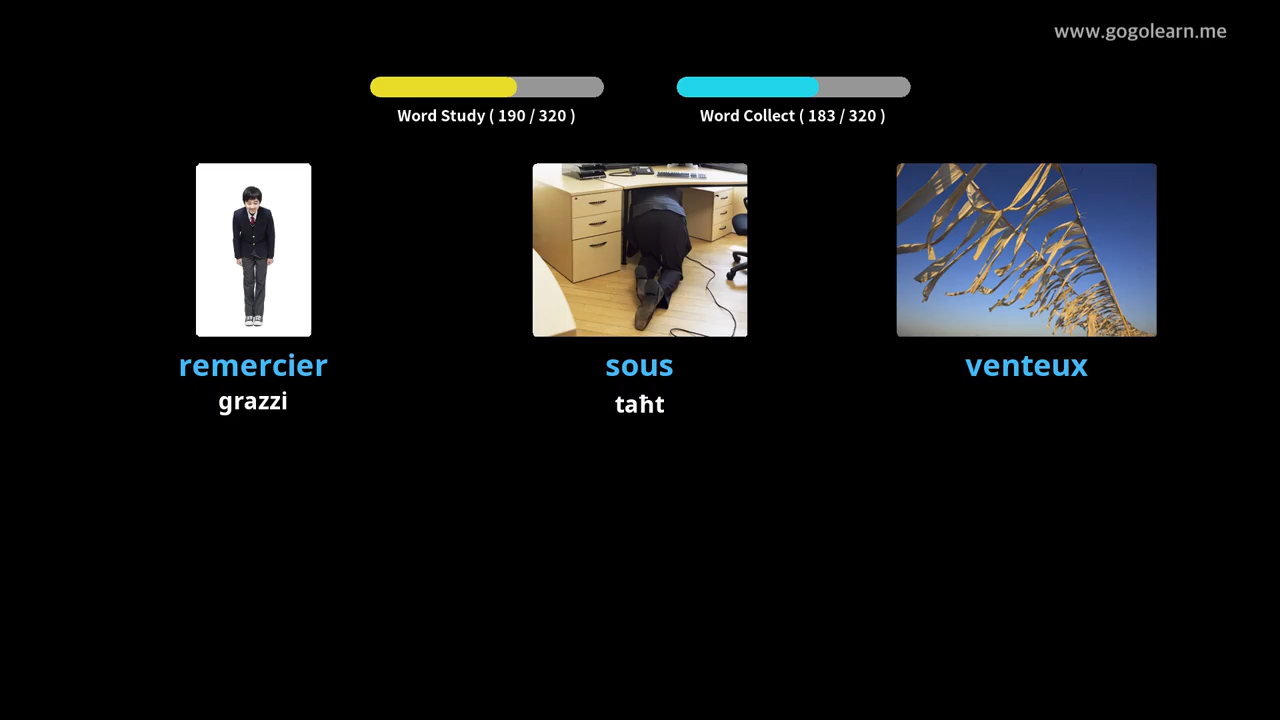 www.gogolearn.me
Word Study ( 190 / 320 )
Word Collect ( 183 / 320 )
remercier
grazzi
sous
taħt
venteux